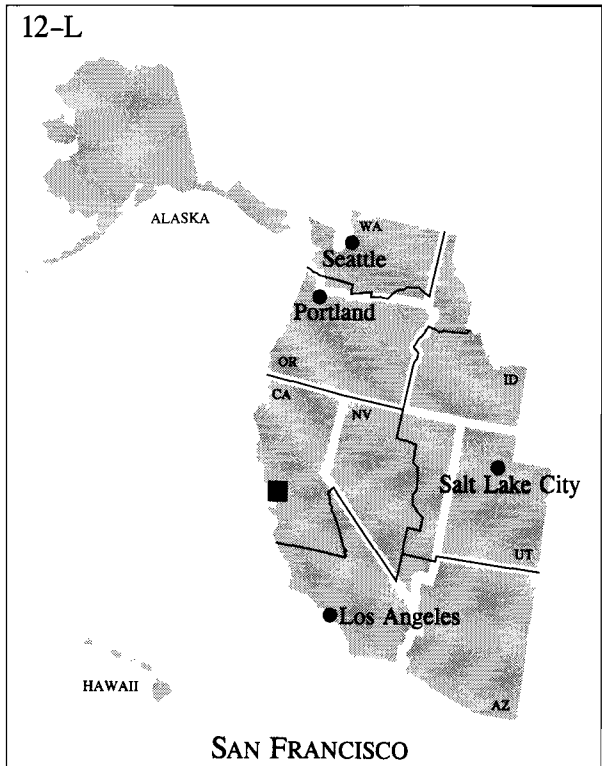 12-L
ALASKA
WA
Seattle
Portland
OR
CA
NV
ID
Salt Lake City
UT
Los Angeles
HAWAII
AZ
SAN FRANCISCO